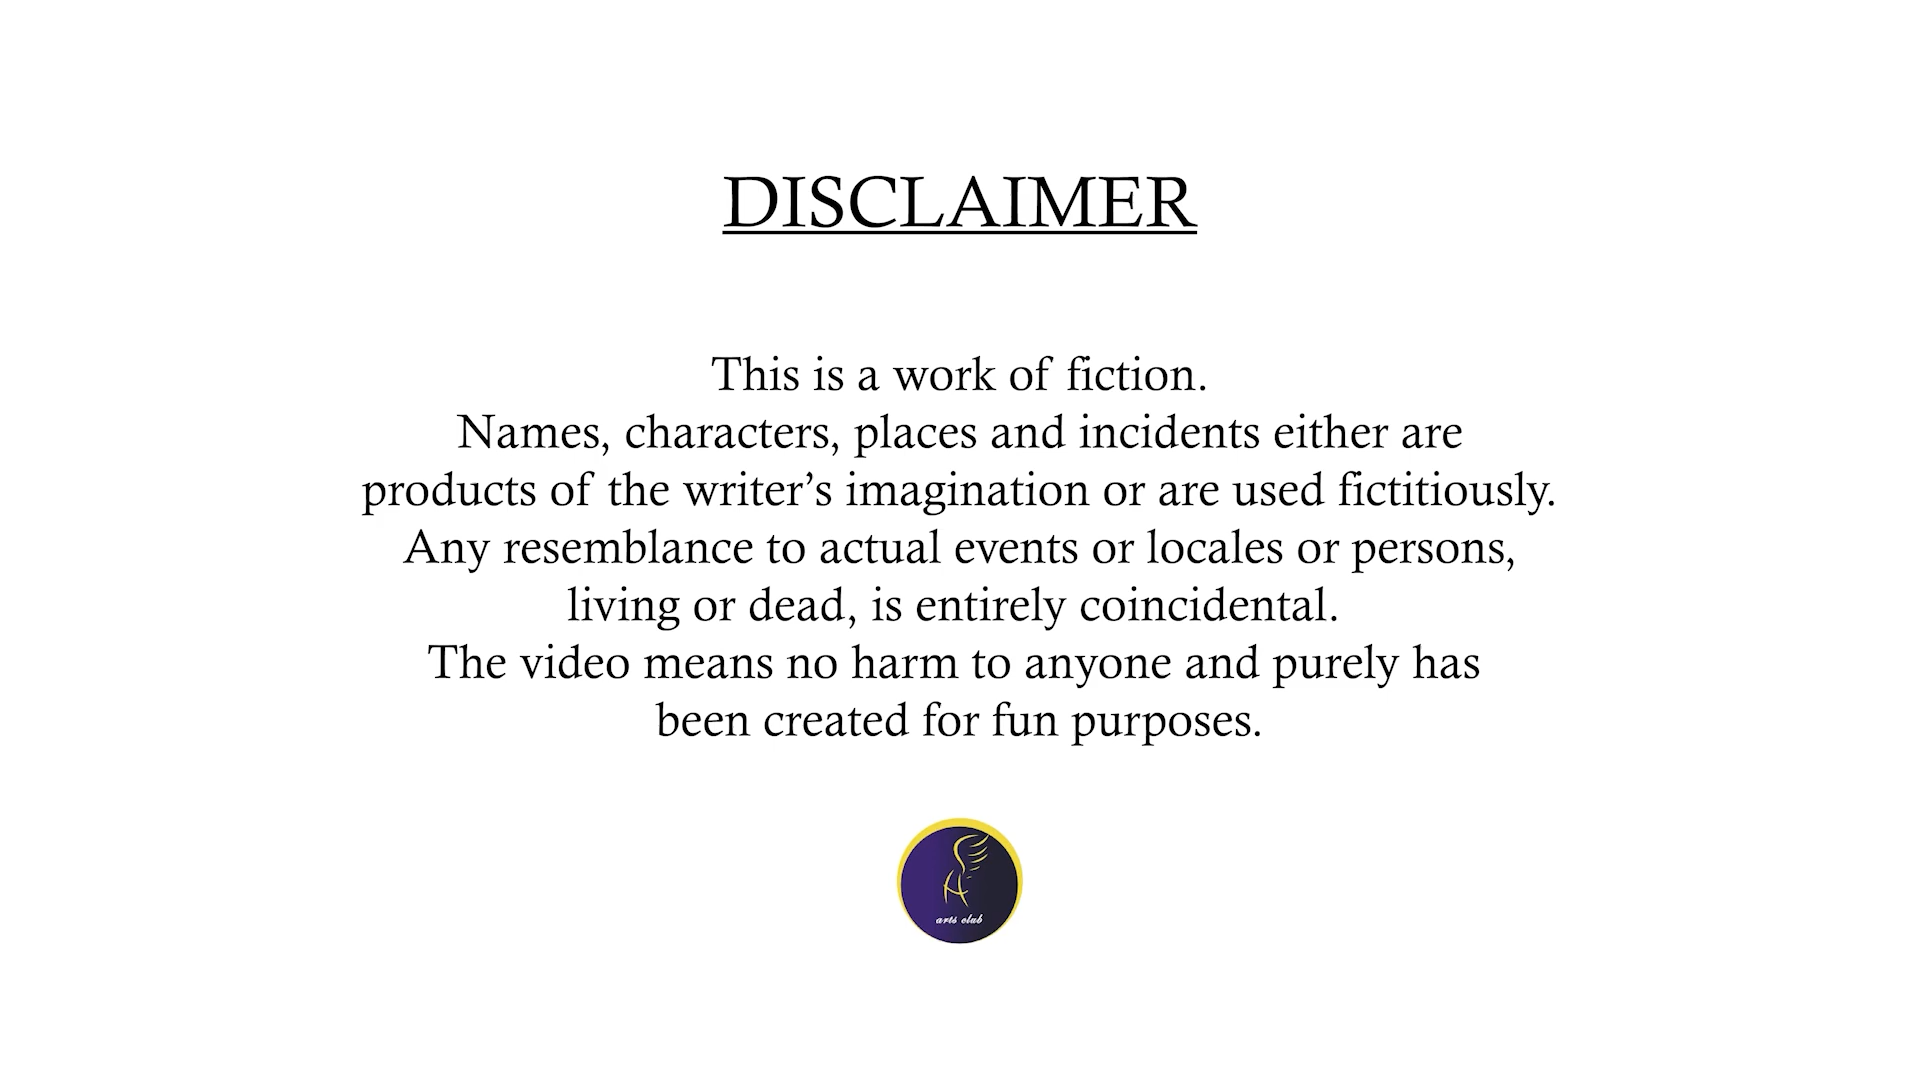 DISCLAIMER
This is a work of fiction.
Names, characters, places and incidents either are
products of the writer’s imagination or are used fictitiously.
Any resemblance to actual events or locales or persons,
living or dead, is entirely coincidental.
The video means no harm to anyone and purely has
been created for fun purposes.
arts club